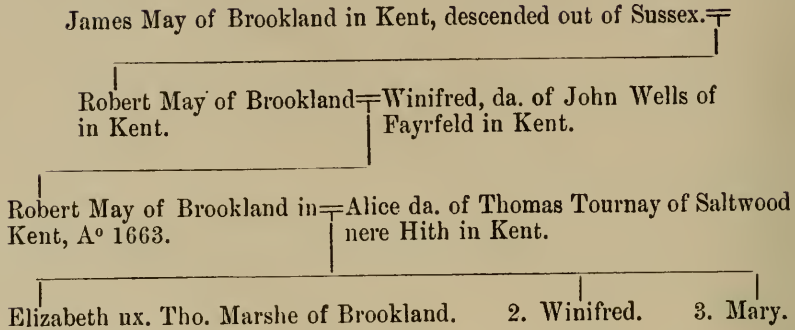 James May of Brookland in Kent, descended out of Sussex.
Robert May of Brookland=Winifred, da. of John Wells of
in Kent. Fayrfeld in Kent.
Robert May of Brookland in=Alice da. of Thomas Tournay of Saltwood
Kent, Aº 1663. nere Hith in Kent.
Elizabeth ux. Tho. Marshe of Brookland. 2. Winifred. 3. Mary.